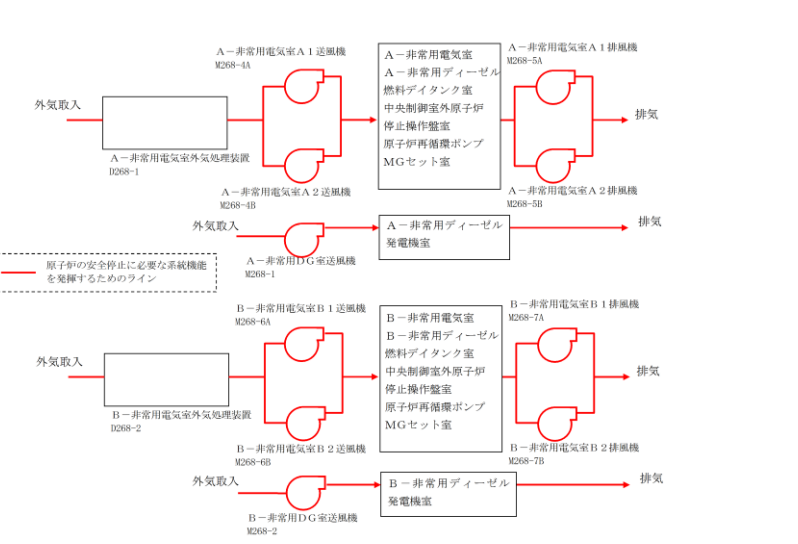 A－非常用電気室A1送風機
M268-4A
A－非常用電気室
A－非常用ディーゼル
燃料デイタンク室
中央制御室外原子炉
停止操作盤室
原子炉再循環ポンプ
MGセット室
A－非常用電気室A1排風機
M268-5A
外気取入
排気
A－非常用電気室外気処理装置
D268-1
A－非常用電気室A2送風機
M268-4B
A－非常用電気室A2排風機
M268-5B
外気取入
A－非常用ディーゼル
発電機室
排気
A－非常用DG室送風機
M268-1
原子炉の安全停止に必要な系統機能
を発揮するためのライン
B－非常用電気室B1送風機
M268-6A
B－非常用電気室
B－非常用ディーゼル
燃料デイタンク室
中央制御室外原子炉
停止操作盤室
原子炉再循環ポンプ
MGセット室
B－非常用電気室B1排風機
M268-7A
外気取入
排気
B－非常用電気室外気処理装置
D268-2
B－非常用電気室B2送風機
M268-6B
B－非常用電気室B2排風機
M268-7B
外気取入
B－非常用ディーゼル
発電機室
排気
B－非常用DG室送風機
M268-2